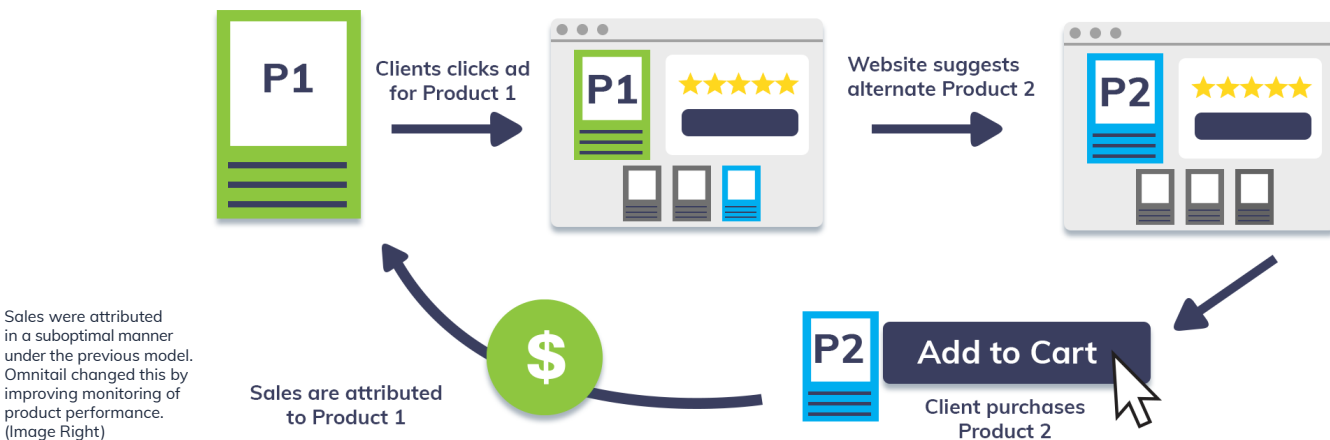 P1
Clients clicks ad
for Product 1
P1
Website suggests
alternate Product 2
P2
P2
Add to Cart
Client purchases
Product 2
$
Sales are attributed
to Product 1
Sales were attributed
in a suboptimal manner
under the previous model.
Omnitail changed this by
improving monitoring of
product performance.
(Image Right)